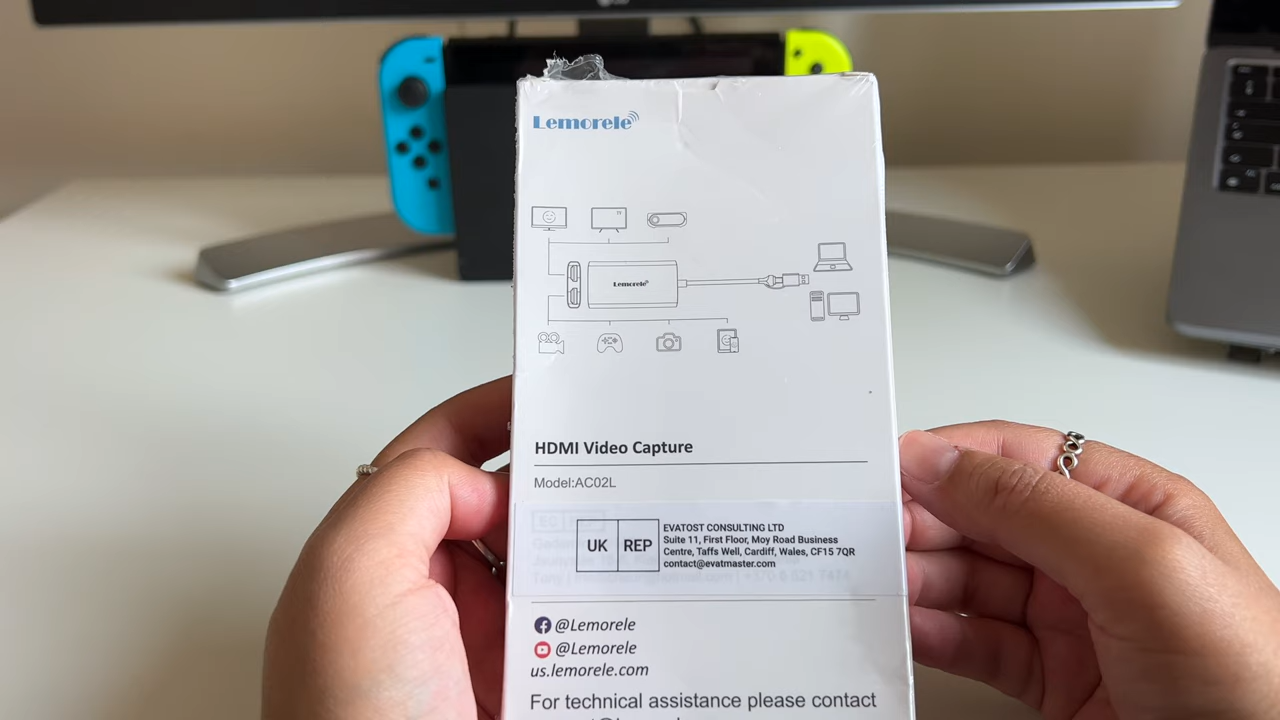 Lemorele
TV
Lemorele
HDMI Video Capture
Model:AC02L
UK REP
EVATOST CONSULTING LTD
Suite 11, First Floor, Moy Road Business
Centre, Taffs Well, Cardiff, Wales, CF15 7QR
contact@evatmaster.com
@Lemorele
@Lemorele
us.lemorele.com
For technical assistance please contact